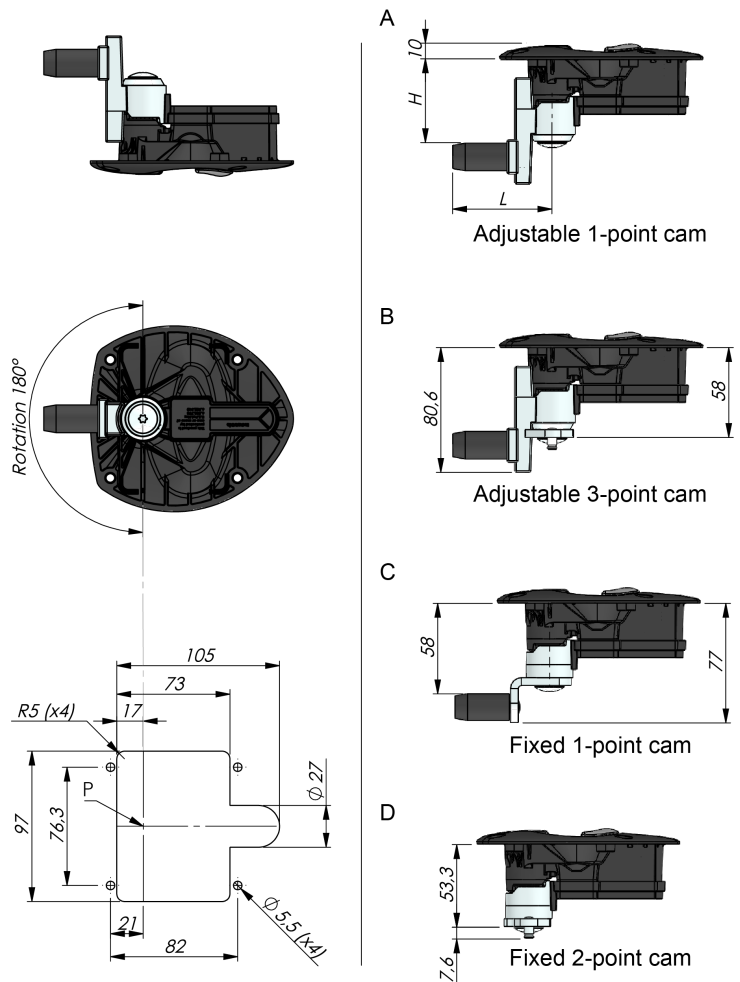 A
10
H
L
Adjustable 1-point cam
B
80,6
58
Adjustable 3-point cam
Rotation 180°
C
58
77
Fixed 1-point cam
105
73
R5 (x4)
17
P
97
76,3
Ø 27
21
82
Ø 5,5 (x4)
D
53,3
7,6
Fixed 2-point cam